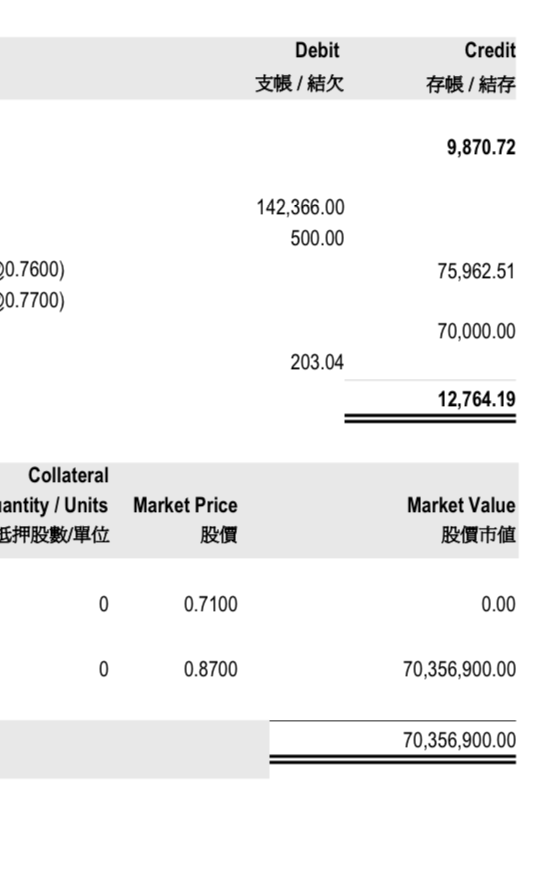 Debit Credit
支帳 / 結欠 存帳 / 結存
9,870.72
142,366.00
500.00
@0.7600) 75,962.51
@0.7700)
70,000.00
203.04
12,764.19
Collateral
uantity / Units Market Price Market Value
抵押股數/單位 股價 股價市值
0 0.7100 0.00
0 0.8700 70,356,900.00
70,356,900.00